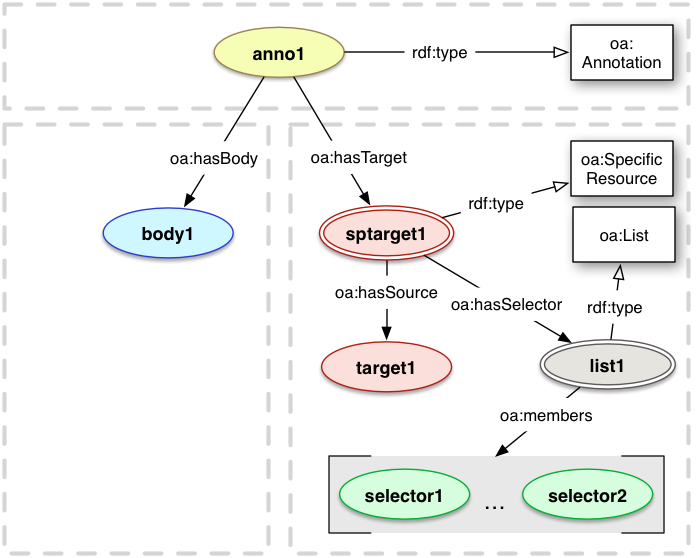 anno1
rdf:type
oa:
Annotation
oa:hasBody
oa:hasTarget
oa:Specific
Resource
rdf:type
body1
sptarget1
oa:List
oa:hasSource
oa:hasSelector
rdf:type
target1
list1
oa:members
selector1
...
selector2